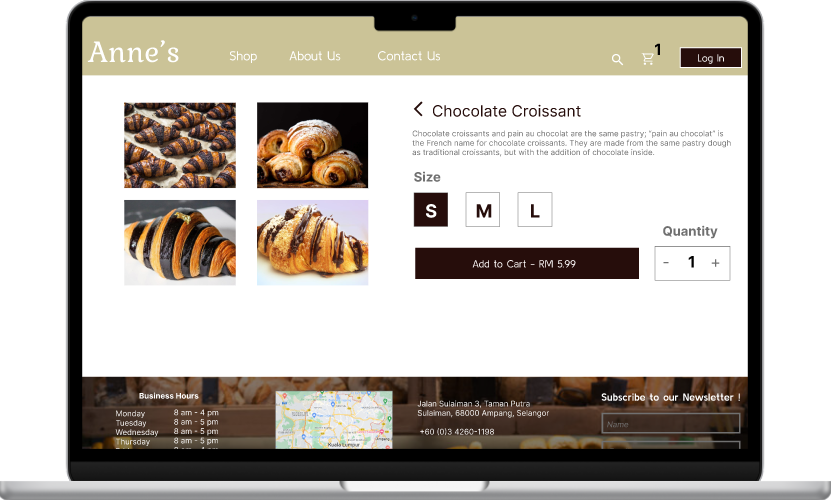 Anne's
Shop
About Us
Contact Us
1
Log In
Chocolate Croissant
Chocolate croissants and pain au chocolat are the same pastry; "pain au chocolat" is
the French name for chocolate croissants. They are made from the same pastry dough
as traditional croissants, but with the addition of chocolate inside.
Size
S
M
L
Quantity
Add to Cart - RM 5.99
- 1 +
Business Hours
Monday 8 am - 4 pm
Tuesday 8 am - 5 pm
Wednesday 8 am - 5 pm
Thursday 8 am - 5 pm
Kuala Lumpur
Jalan Sulaiman 3, Taman Putra
Sulaiman, 68000 Ampang, Selangor
+60 (0)3 4260-1198
Subscribe to our Newsletter !
Name